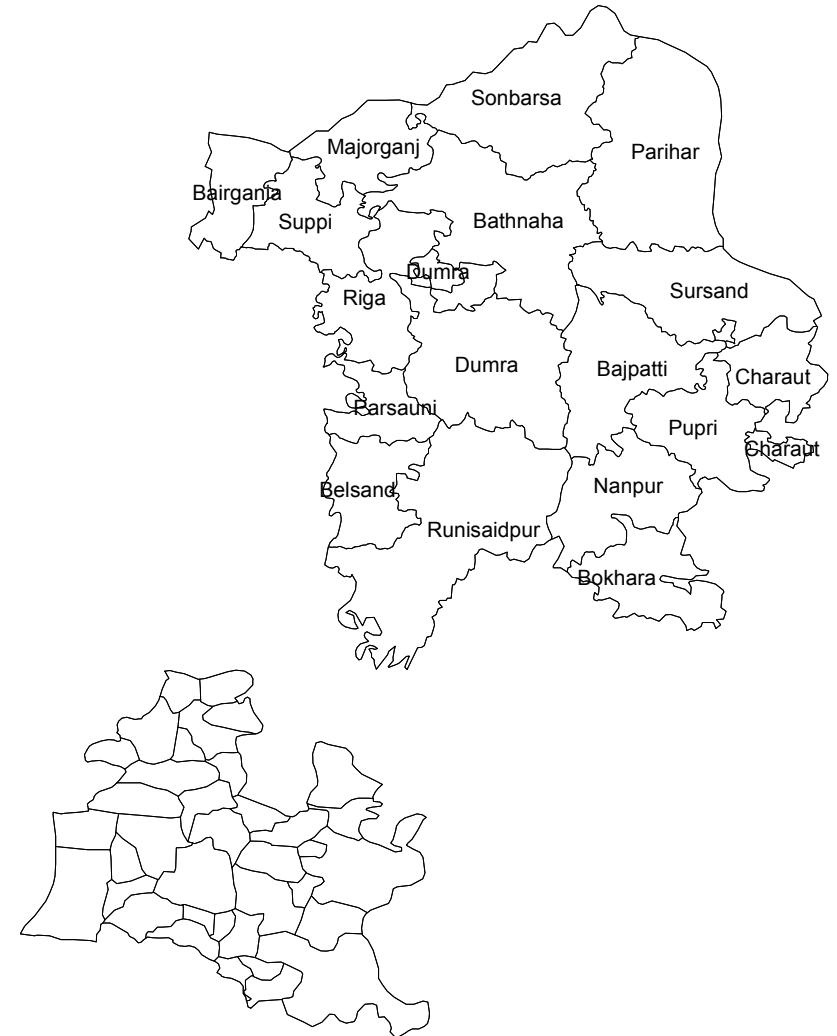 Sonbarsa
Majorganj
Parihar
Bairgania
Suppi
Bathnaha
Dumra
Riga
Sursand
Dumra
Bajpatti
Charaut
Parsauni
Pupri
Charaut
Belsand
Nanpur
Runisaidpur
Bokhara